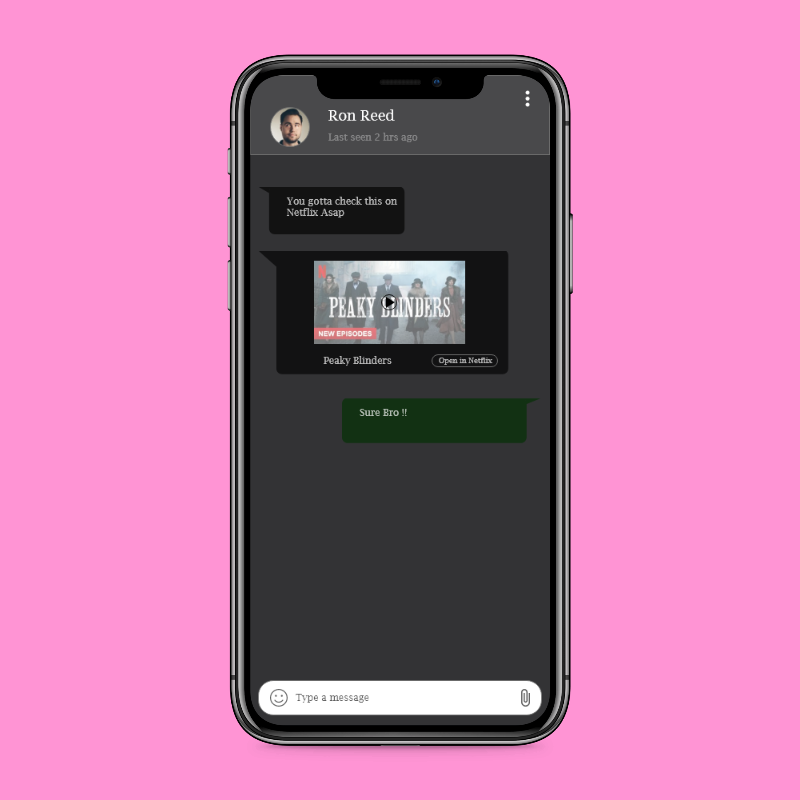 Ron Reed
Last seen 2 hrs ago
You gotta check this on
Netflix Asap
PEAKY BLINDERS
NEW EPISODES
Peaky Blinders
Open in Netflix
Sure Bro !!
Type a message